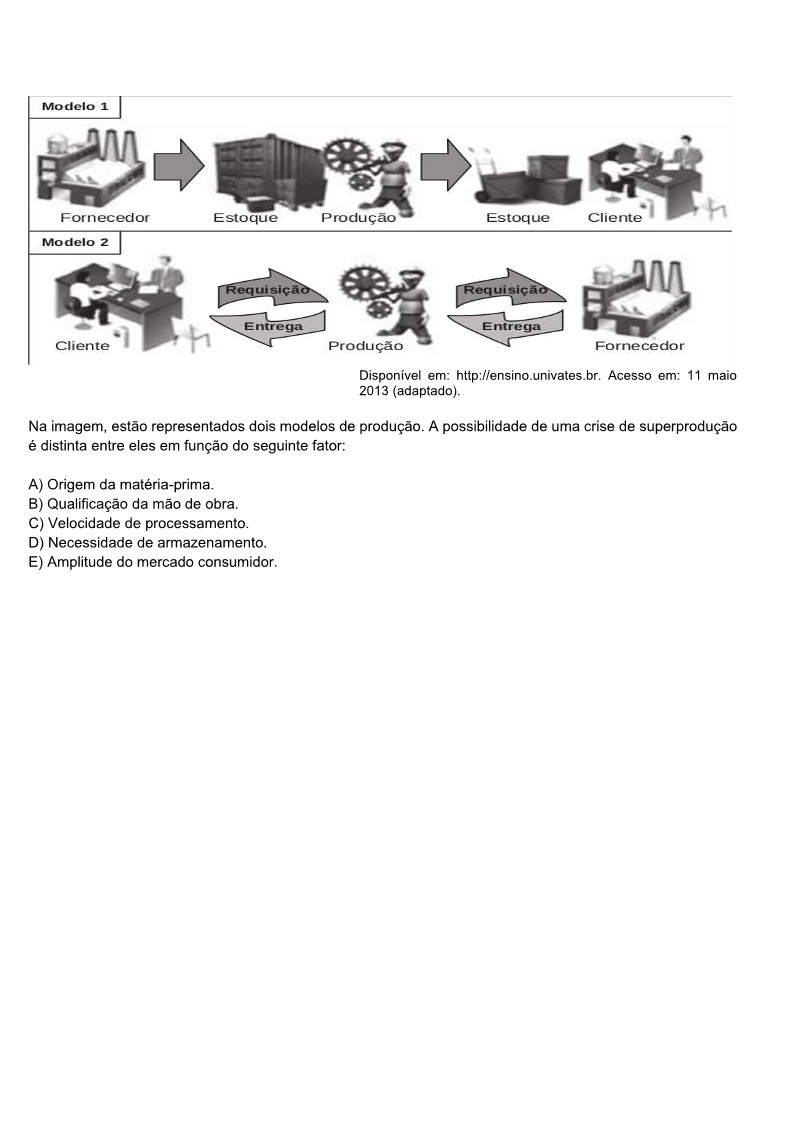 Modelo 1
Fornecedor Estoque Produção Estoque Cliente
Modelo 2
Requisição Requisição
Entrega Entrega
Cliente Produção Fornecedor
Disponível em: http://ensino.univates.br. Acesso em: 11 maio
2013 (adaptado).
Na imagem, estão representados dois modelos de produção. A possibilidade de uma crise de superprodução
é distinta entre eles em função do seguinte fator:
A) Origem da matéria-prima.
B) Qualificação da mão de obra.
C) Velocidade de processamento.
D) Necessidade de armazenamento.
E) Amplitude do mercado consumidor.